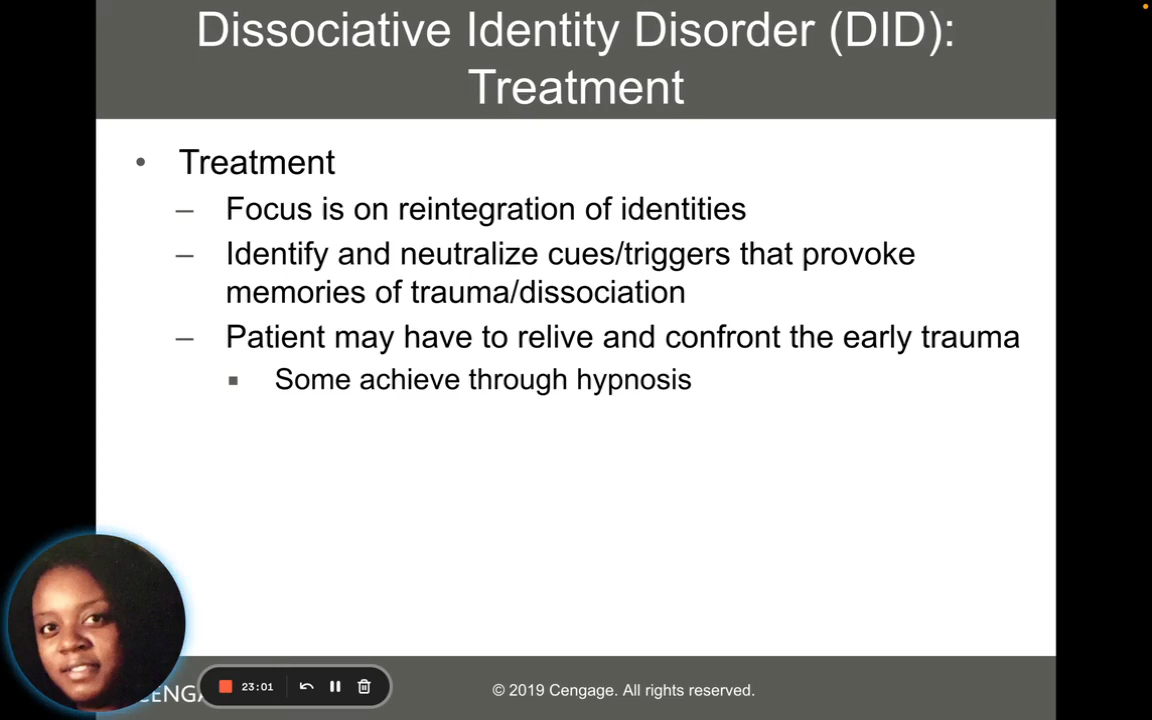 Dissociative Identity Disorder (DID):
Treatment
• Treatment
– Focus is on reintegration of identities
– Identify and neutralize cues/triggers that provoke
memories of trauma/dissociation
– Patient may have to relive and confront the early trauma
▪ Some achieve through hypnosis
23:01
© 2019 Cengage. All rights reserved.